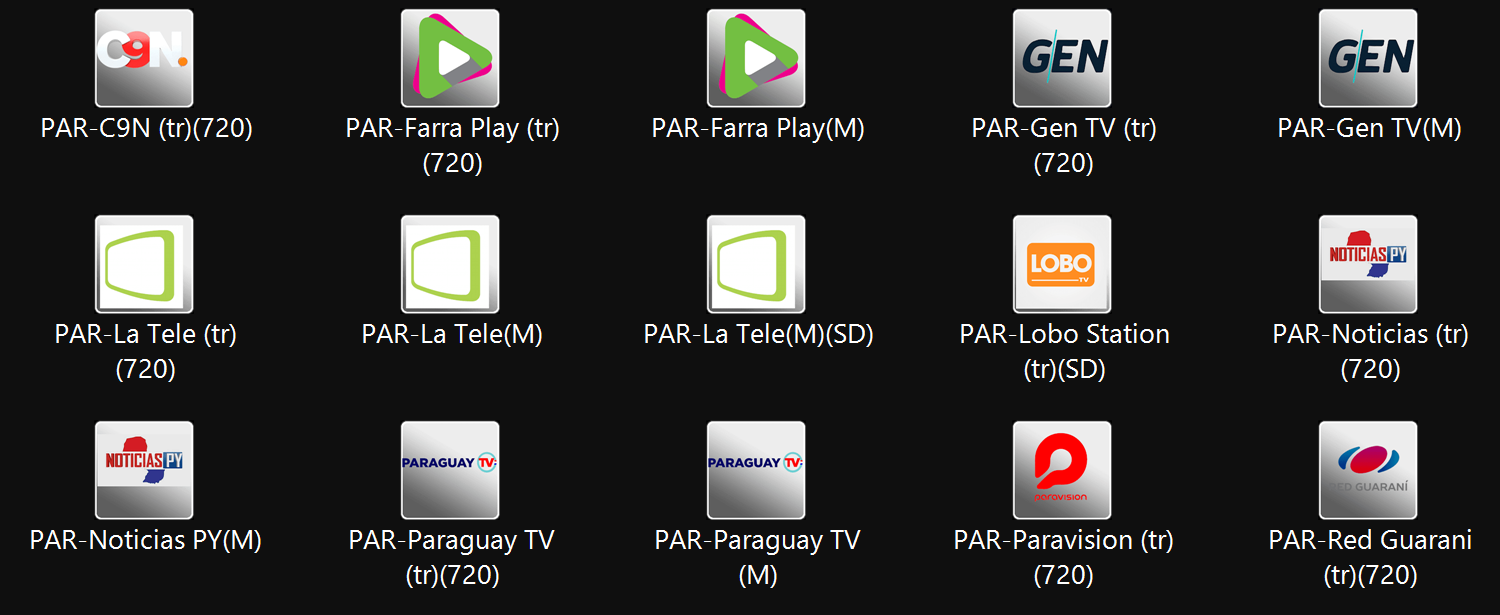 C9N.
GEN
GEN
PAR-C9N (tr)(720)
PAR-Farra Play (tr)
(720)
PAR-Farra Play(M)
PAR-Gen TV (tr)
(720)
PAR-Gen TV(M)
LOBO
TV
NOTICIAS PY
PAR-La Tele (tr)
(720)
PAR-La Tele(M)
PAR-La Tele(M)(SD)
PAR-Lobo Station
(tr)(SD)
PAR-Noticias (tr)
(720)
NOTICIAS PY
PARAGUAY TV
PARAGUAY TV
paravision
RED GUARANÍ
PAR-Noticias PY(M)
PAR-Paraguay TV
(tr)(720)
PAR-Paraguay TV
(M)
PAR-Paravision (tr)
(720)
PAR-Red Guarani
(tr)(720)